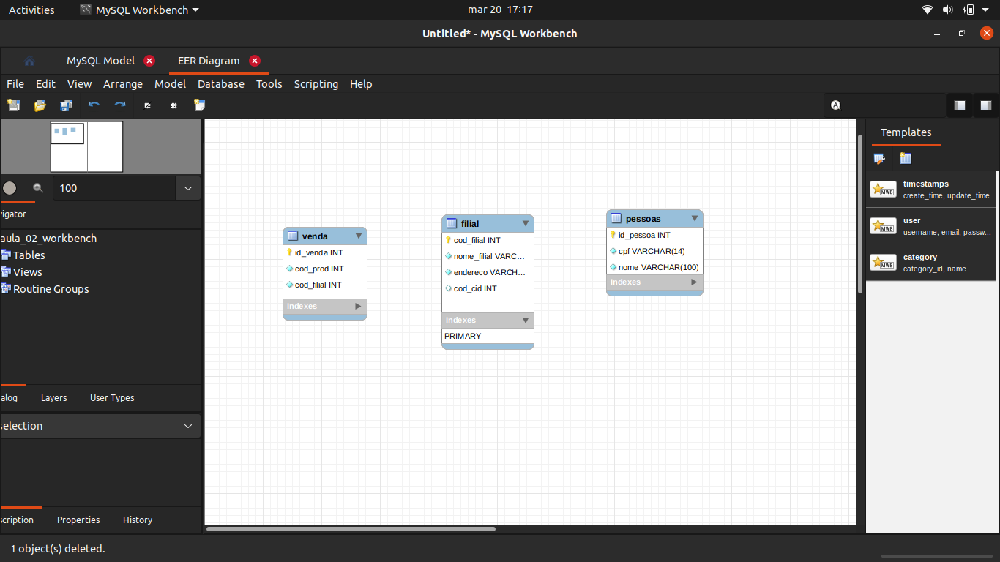 Activities MySQL Workbench mar 20 17:17
Untitled* - MySQL Workbench
MySQL Model EER Diagram
File Edit View Arrange Model Database Tools Scripting Help
100
vigator
aula_02_workbench
Tables
Views
Routine Groups
alog Layers User Types
selection
scription Properties History
venda
id_venda INT
cod_prod INT
cod_filial INT
Indexes
filial
cod_filial INT
nome_filial VARC...
endereco VARCH...
cod_cid INT
Indexes
PRIMARY
pessoas
id_pessoa INT
cpf VARCHAR(14)
nome VARCHAR(100)
Indexes
Templates
MWB
timestamps
create_time, update_time
MWB
user
username, email, passw...
MWB
category
category_id, name
1 object(s) deleted.